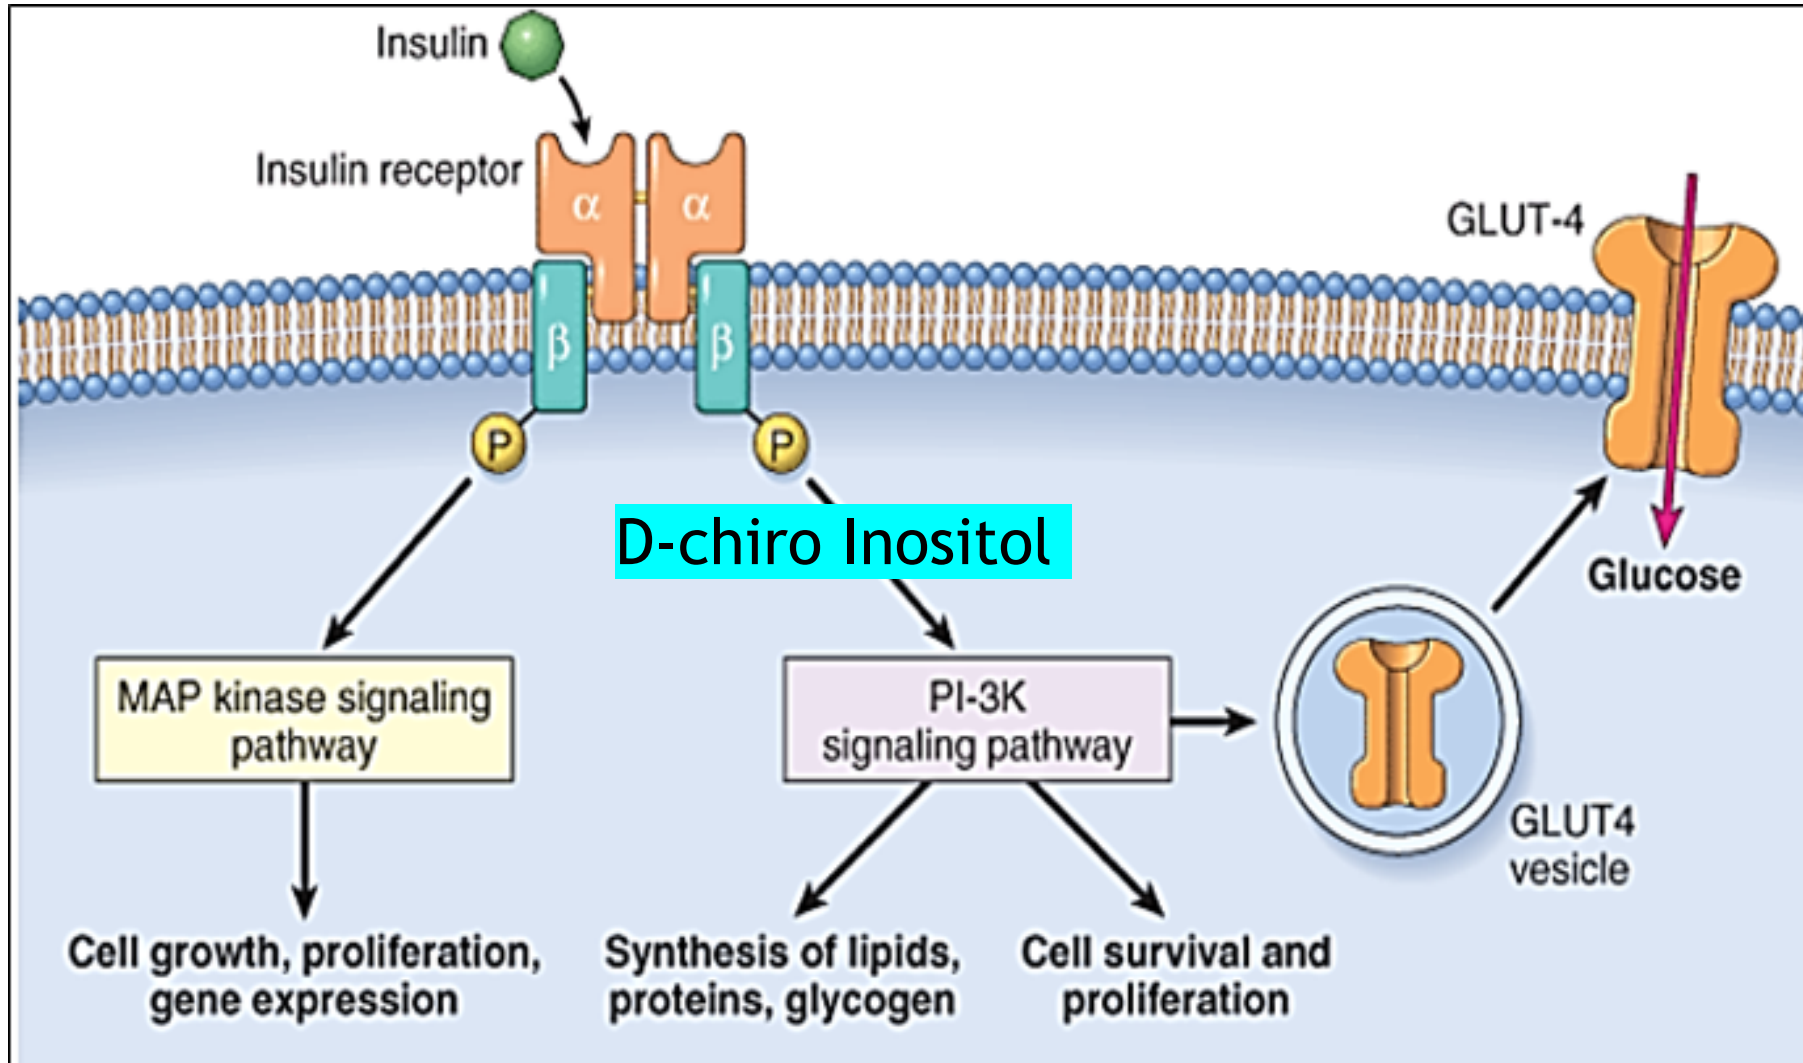 Insulin
Insulin receptor
α
α
β
β
P
P
GLUT-4
D-chiro Inositol
Glucose
MAP kinase signaling
pathway
PI-3K
signaling pathway
GLUT4
vesicle
Cell growth, proliferation,
gene expression
Synthesis of lipids,
proteins, glycogen
Cell survival and
proliferation